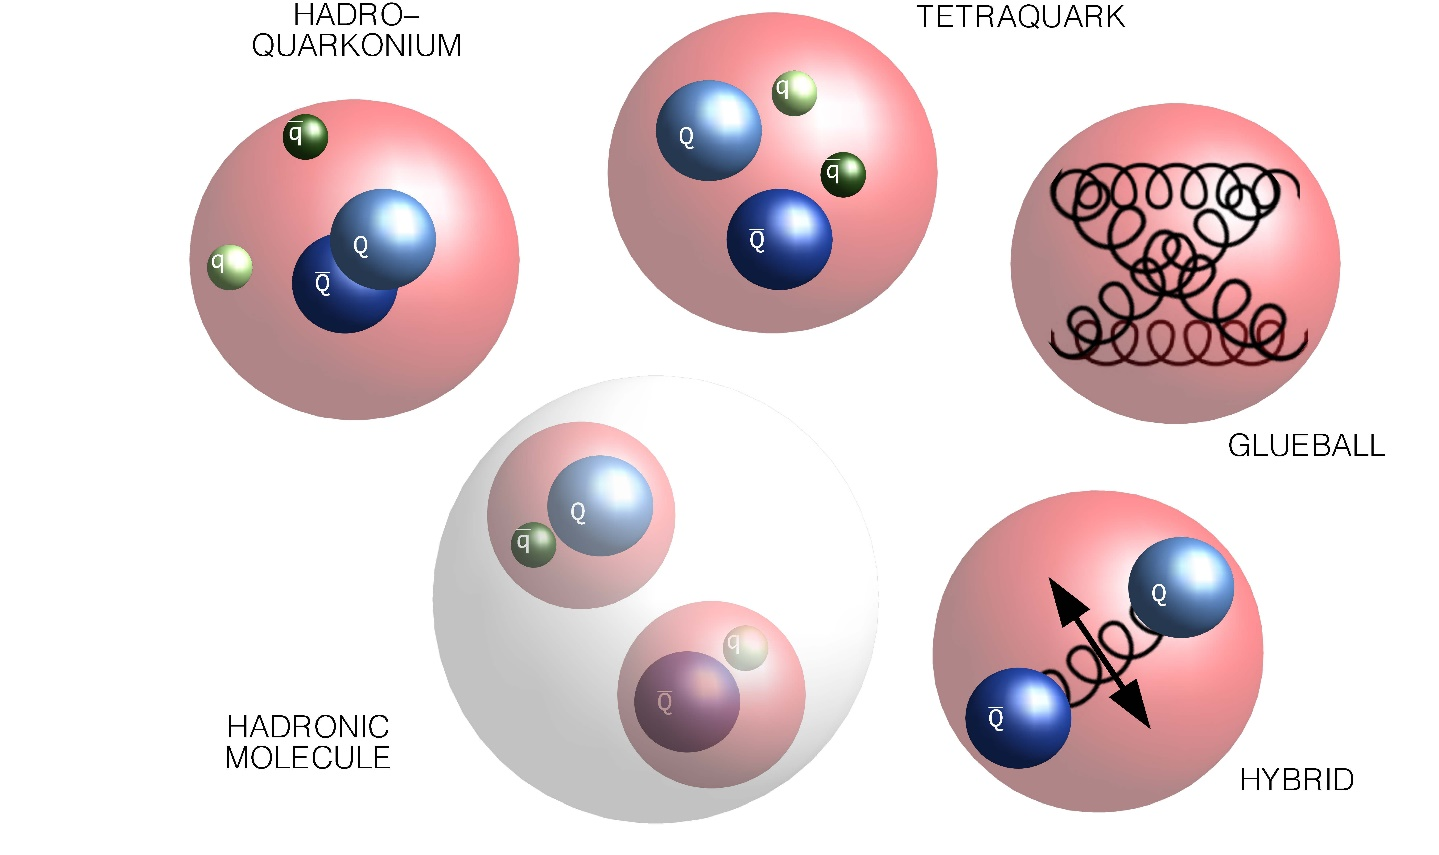 HADRO–
QUARKONIUM
q̅
q
Q
Q̅
TETRAQUARK
q
Q
q̅
Q̅
GLUEBALL
Q
q̅
q
Q̅
HADRONIC
MOLECULE
Q
Q̅
HYBRID